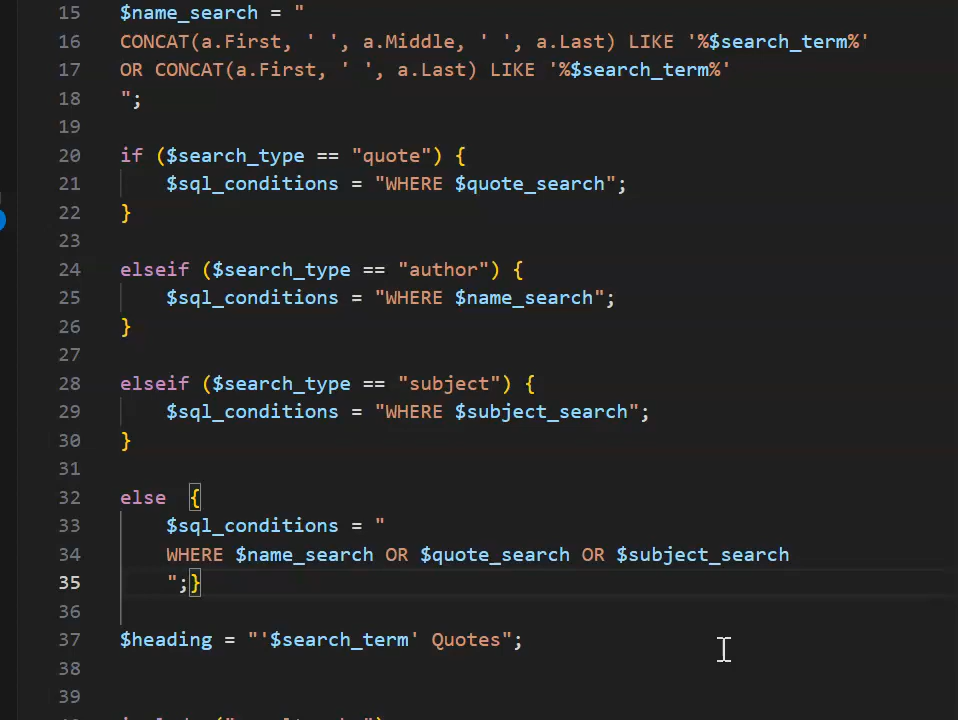 15 $name_search = "
16 CONCAT(a.First, ' ', a.Middle, ' ', a.Last) LIKE '%$search_term%'
17 OR CONCAT(a.First, ' ', a.Last) LIKE '%$search_term%'
18 ";
19
20 if ($search_type == "quote") {
21 $sql_conditions = "WHERE $quote_search";
22 }
23
24 elseif ($search_type == "author") {
25 $sql_conditions = "WHERE $name_search";
26 }
27
28 elseif ($search_type == "subject") {
29 $sql_conditions = "WHERE $subject_search";
30 }
31
32 else  {
33 $sql_conditions = "
34 WHERE $name_search OR $quote_search OR $subject_search
35 ";}
36
37 $heading = "'$search_term' Quotes";
38
39